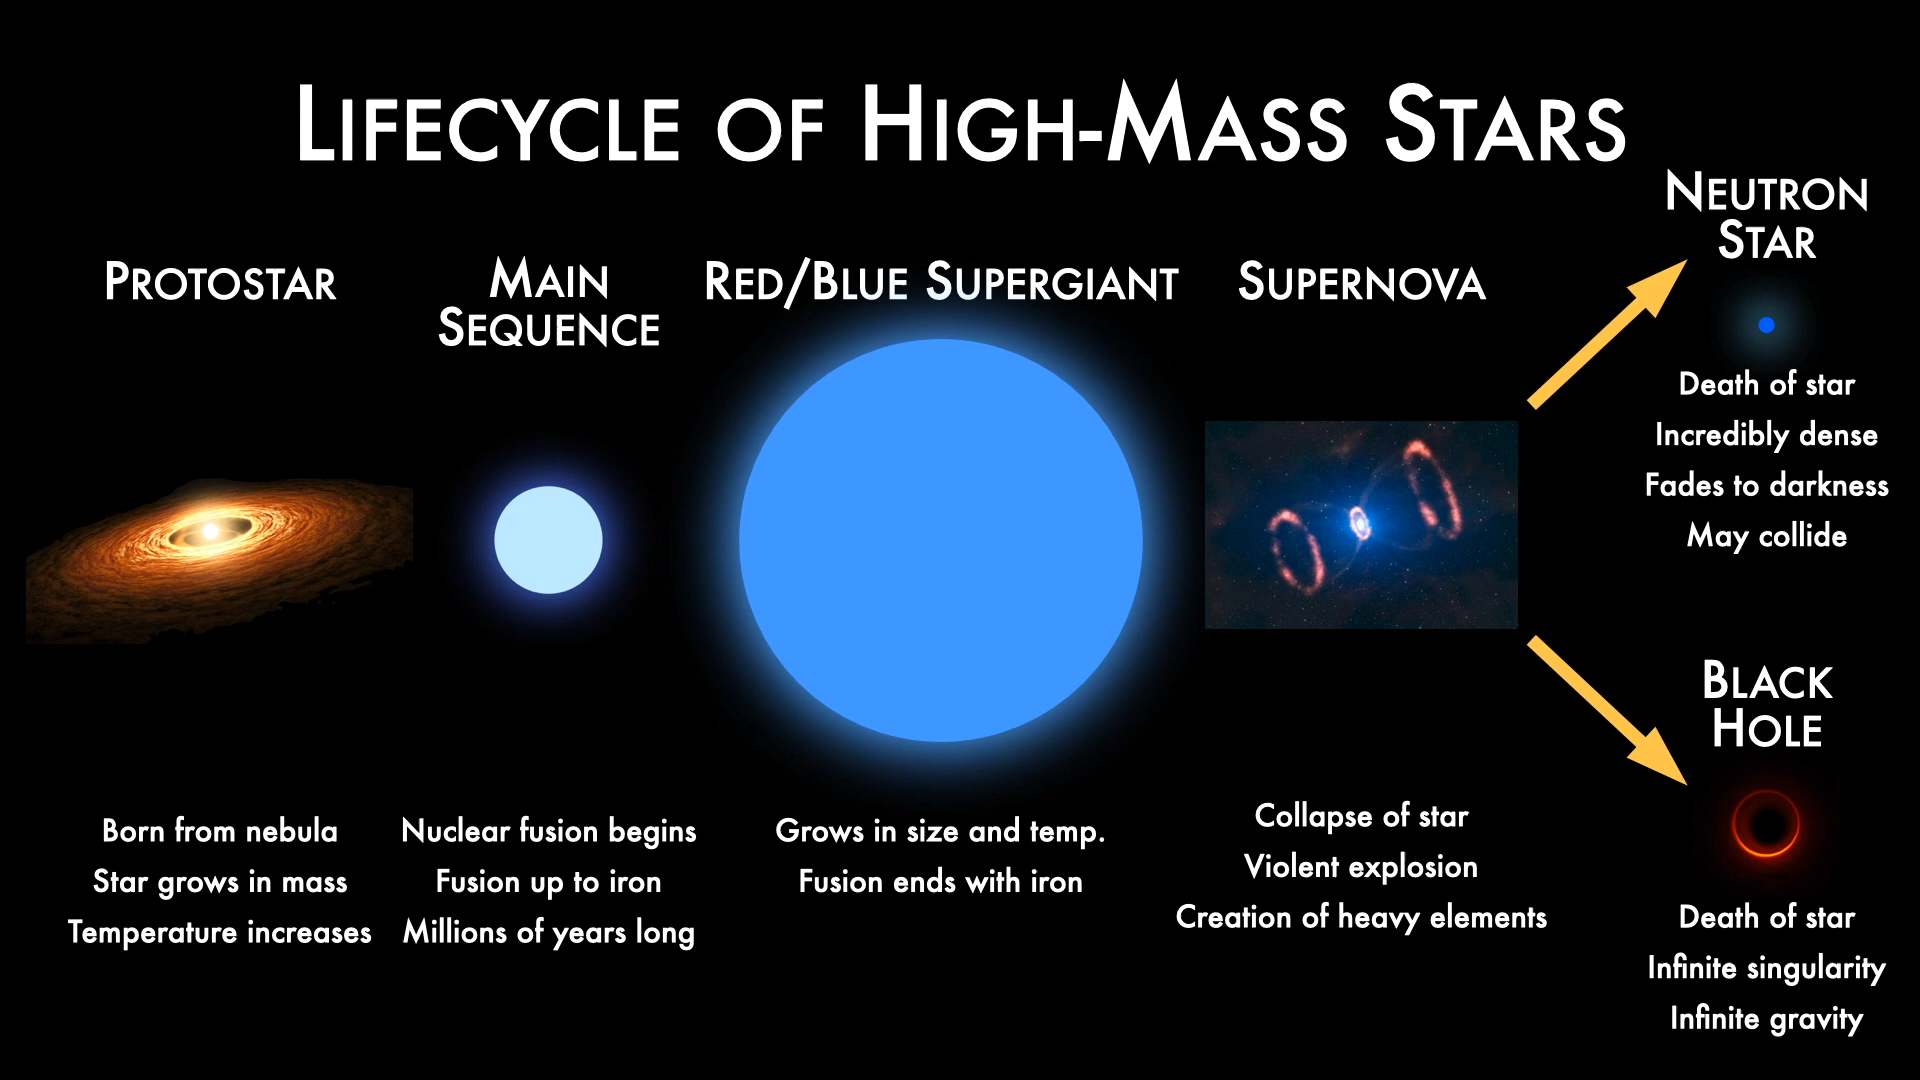 LIFECYCLE OF HIGH-MASS STARS
PROTOSTAR
Born from nebula
Star grows in mass
Temperature increases
MAIN
SEQUENCE
Nuclear fusion begins
Fusion up to iron
Millions of years long
RED/BLUE SUPERGIANT
Grows in size and temp.
Fusion ends with iron
SUPERNOVA
Collapse of star
Violent explosion
Creation of heavy elements
NEUTRON
STAR
Death of star
Incredibly dense
Fades to darkness
May collide
BLACK
HOLE
Death of star
Infinite singularity
Infinite gravity